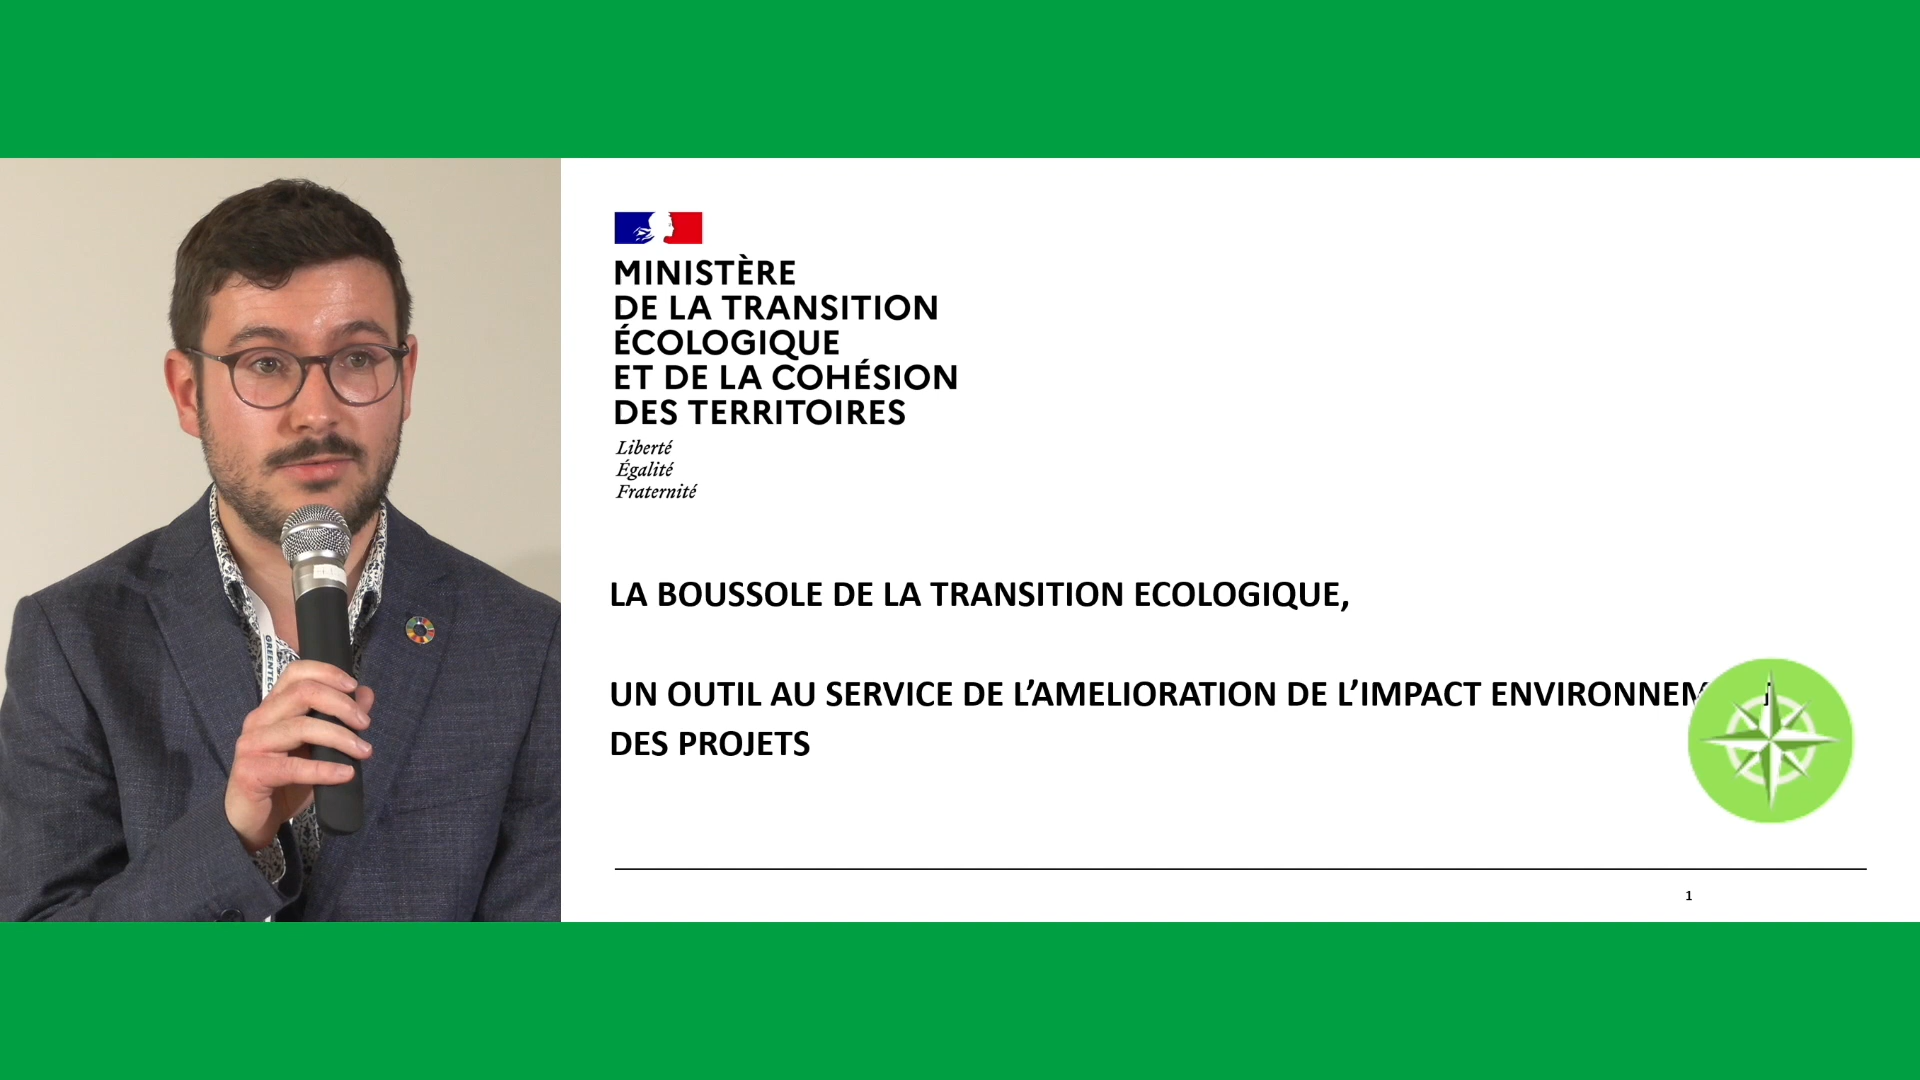 MINISTÈRE
DE LA TRANSITION
ÉCOLOGIQUE
ET DE LA COHÉSION
DES TERRITOIRES
Liberté
Égalité
Fraternité
LA BOUSSOLE DE LA TRANSITION ECOLOGIQUE,
UN OUTIL AU SERVICE DE L’AMELIORATION DE L’IMPACT
DES PROJETS
1